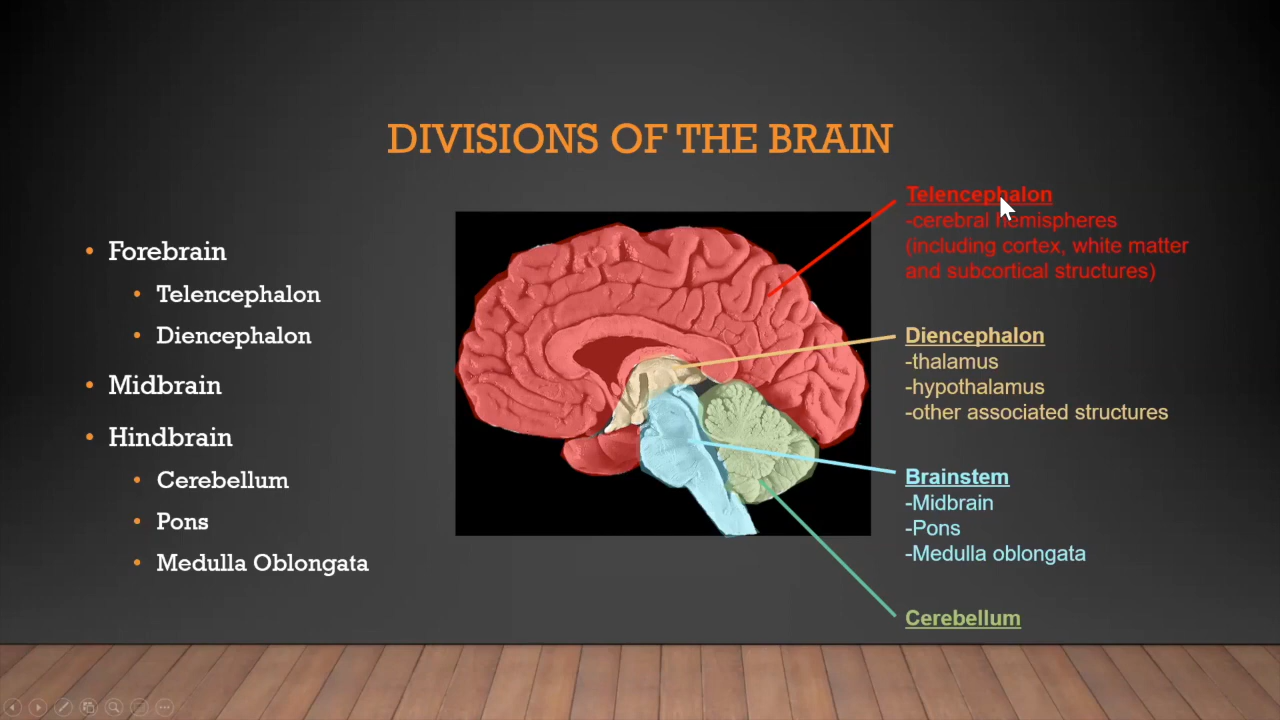 DIVISIONS OF THE BRAIN
• Forebrain
• Telencephalon
• Diencephalon
• Midbrain
• Hindbrain
• Cerebellum
• Pons
• Medulla Oblongata
Telencephalon
-cerebral hemispheres
(including cortex, white matter
and subcortical structures)
Diencephalon
-thalamus
-hypothalamus
-other associated structures
Brainstem
-Midbrain
-Pons
-Medulla oblongata
Cerebellum